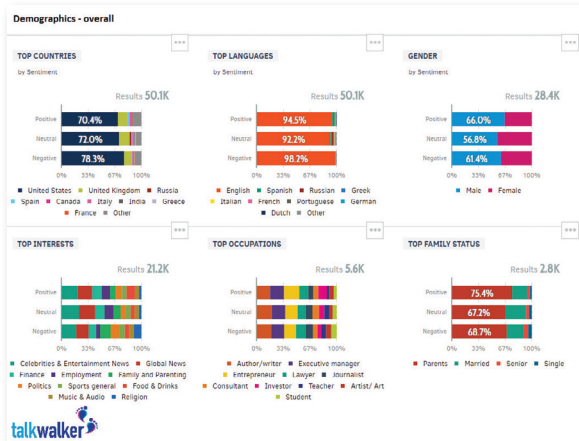 Demographics - overall
TOP COUNTRIES
by Sentiment
Results 50.1K
Positive 70.4%
Neutral 72.0%
Negative 78.3%
0% 33% 67% 100%
United States United Kingdom Russia
Spain Canada Italy India Greece
France Other
TOP LANGUAGES
by Sentiment
Results 50.1K
Positive 94.5%
Neutral 92.2%
Negative 98.2%
0% 33% 67% 100%
English Spanish Russian Greek
Italian French Portuguese German
Dutch Other
GENDER
by Sentiment
Results 28.4K
Positive 66.0%
Neutral 56.8%
Negative 61.4%
0% 33% 67% 100%
Male Female
TOP INTERESTS
Results 21.2K
Positive
Neutral
Negative
0% 33% 67% 100%
Celebrities & Entertainment News Global News
Finance Employment Family and Parenting
Politics Sports general Food & Drinks
Music & Audio Religion
TOP OCCUPATIONS
Results 5.6K
Positive
Neutral
Negative
0% 33% 67% 100%
Author/writer Executive manager
Entrepreneur Lawyer Journalist
Consultant Investor Teacher Artist/ Art
Student
TOP FAMILY STATUS
Results 2.8K
Positive 75.4%
Neutral 67.2%
Negative 68.7%
0% 33% 67% 100%
Parents Married Senior Single
talkwalker